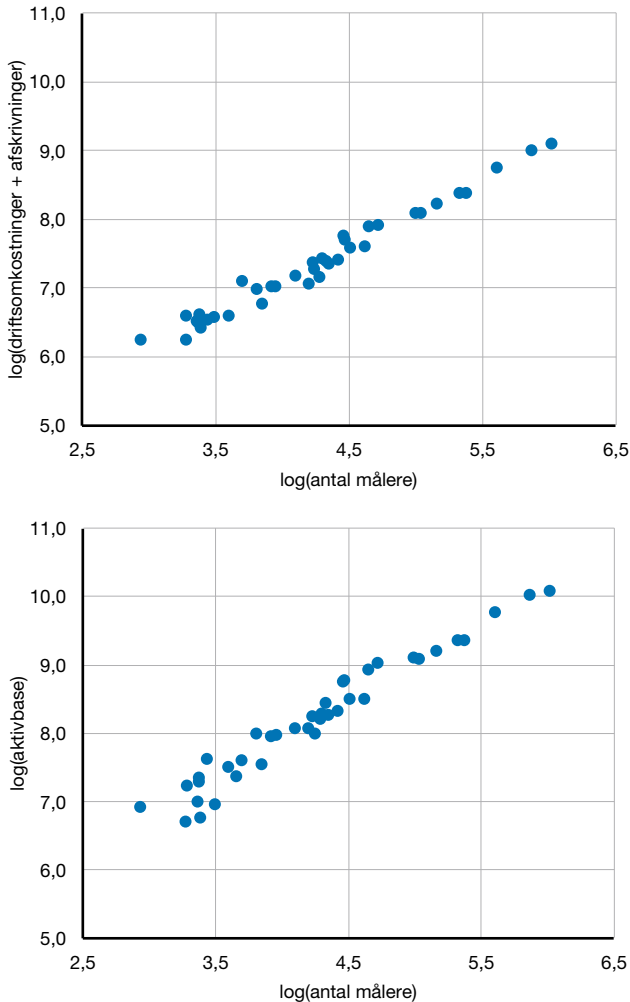 11,0
10,0
9,0
8,0
7,0
6,0
5,0
log(driftsomkostninger + afskrivninger)
2,5 3,5 4,5 5,5 6,5
log(antal målere)
11,0
10,0
9,0
8,0
7,0
6,0
5,0
log(aktivbase)
2,5 3,5 4,5 5,5 6,5
log(antal målere)